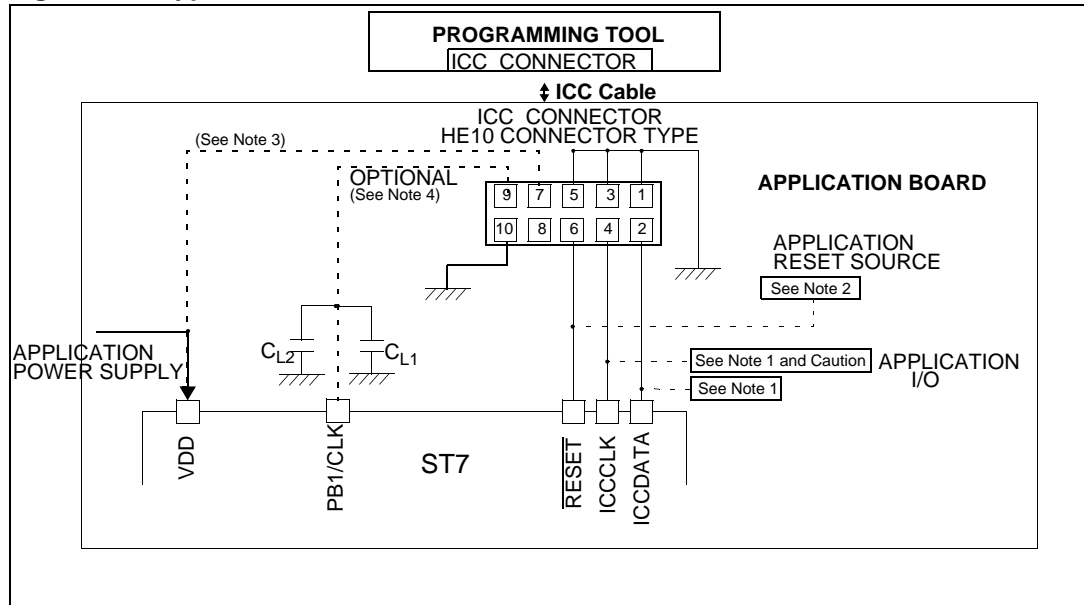 PROGRAMMING TOOL
ICC CONNECTOR
ICC Cable
ICC CONNECTOR
HE10 CONNECTOR TYPE
(See Note 3)
OPTIONAL
(See Note 4)
9 7 5 3 1
10 8 6 4 2
APPLICATION BOARD
APPLICATION
RESET SOURCE
See Note 2
CL2
CL1
APPLICATION
POWER SUPPLY
See Note 1 and Caution
See Note 1
APPLICATION
I/O
VDD
PB1/CLK
ST7
RESET
ICCCLK
ICCDATA